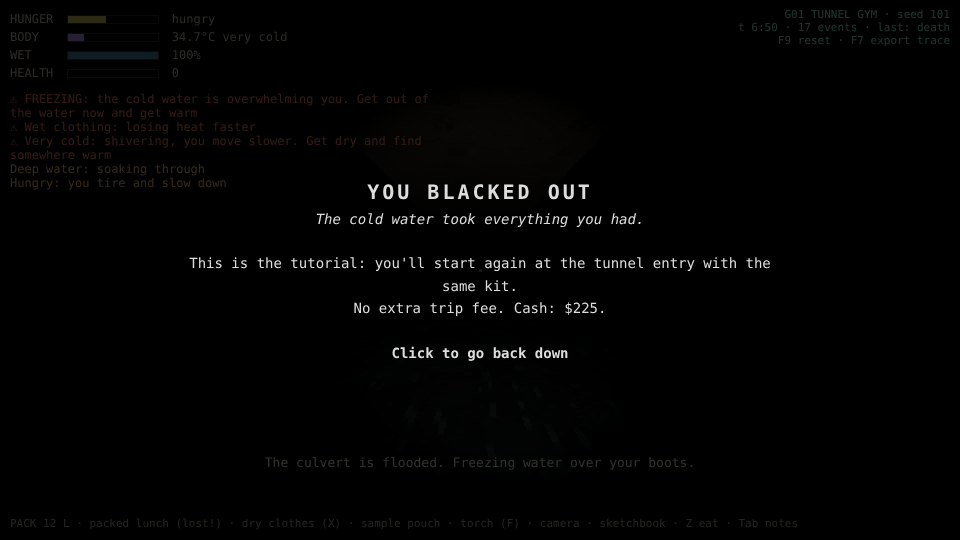 HUNGER hungry
BODY 34.7°C very cold
WET 100%
HEALTH 0
G01 TUNNEL GYM · seed 101
t 6:50 · 17 events · last: death
F9 reset · F7 export trace
⚠ FREEZING: the cold water is overwhelming you. Get out of
the water now and get warm
⚠ Wet clothing: losing heat faster
⚠ Very cold: shivering, you move slower. Get dry and find
somewhere warm
Deep water: soaking through
Hungry: you tire and slow down
YOU BLACKED OUT
The cold water took everything you had.
This is the tutorial: you'll start again at the tunnel entry with the
same kit.
No extra trip fee. Cash: $225.
Click to go back down
The culvert is flooded. Freezing water over your boots.
PACK 12 L · packed lunch (lost!) · dry clothes (X) · sample pouch · torch (F) · camera · sketchbook · Z eat · Tab notes